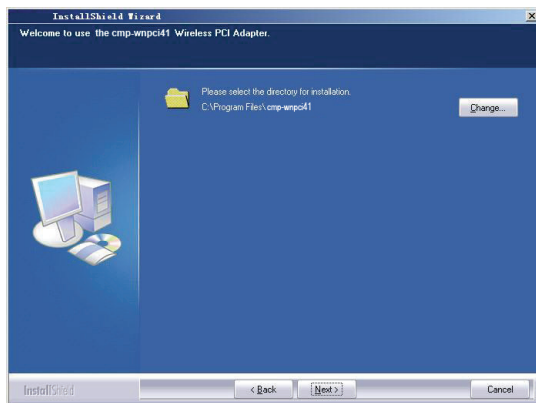 InstallShield Wizard
Welcome to use the cmp-wnpci41 Wireless PCI Adapter.
Please select the directory for installation.
C:\Program Files\cmp-wnpci41
Change...
InstallShield
< Back
Next >
Cancel